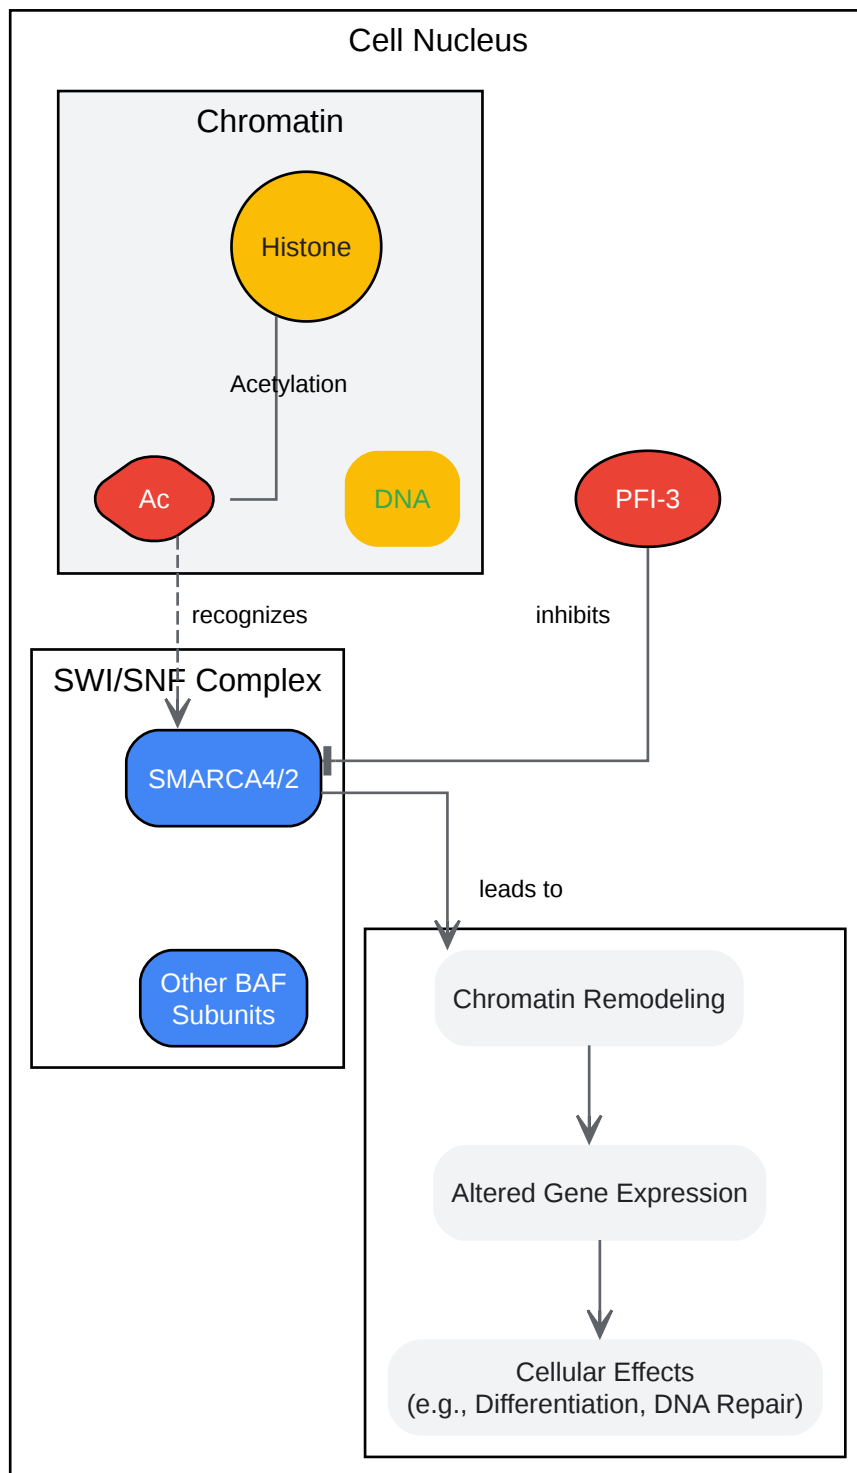 Cell Nucleus
Chromatin
Histone
Acetylation
Ac
DNA
PFI-3
recognizes
inhibits
SWI/SNF Complex
SMARCA4/2
leads to
Other BAF
Subunits
Chromatin Remodeling
Altered Gene Expression
Cellular Effects
(e.g., Differentiation, DNA Repair)